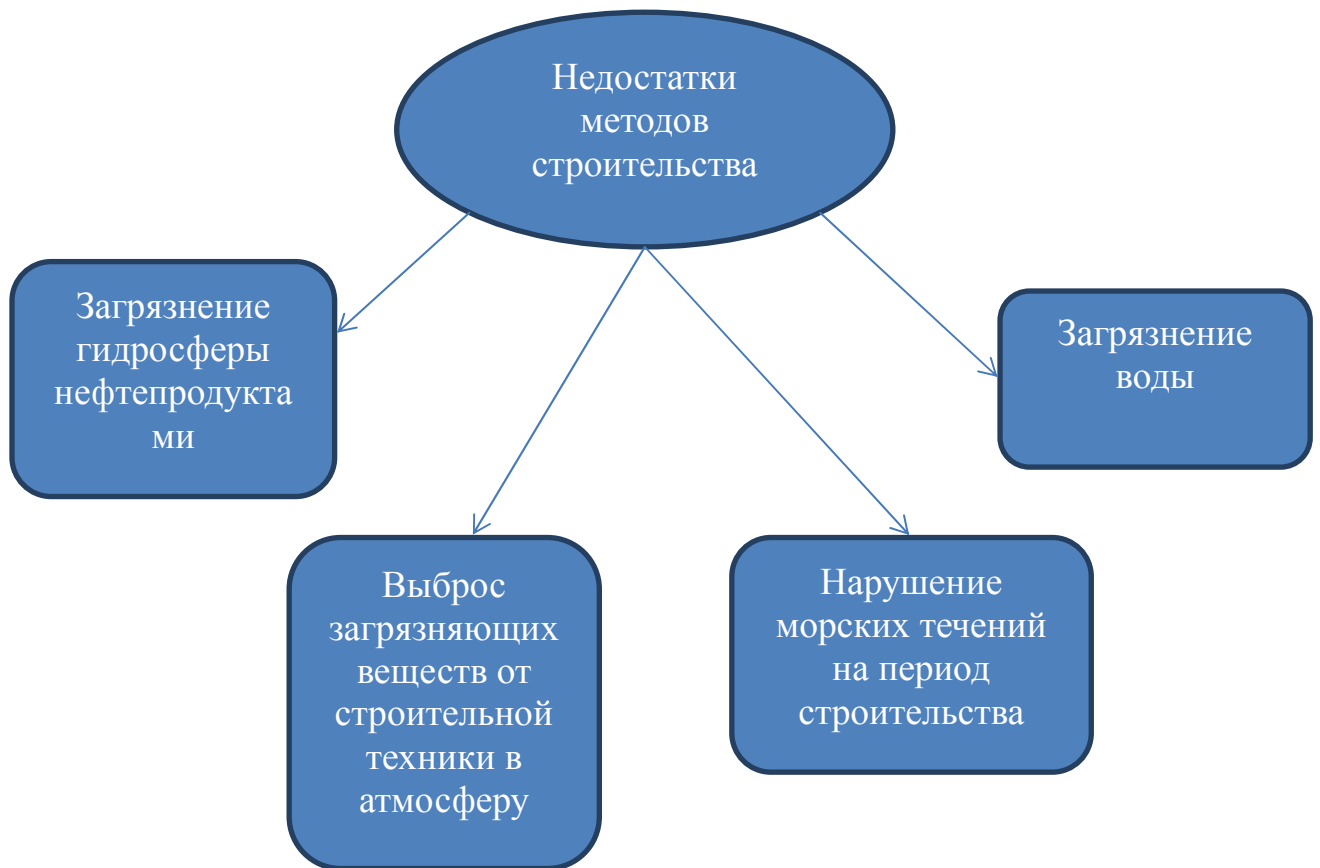 Недостатки
методов
строительства
Загрязнение
гидросферы
нефтепродукта
ми
Загрязнение
воды
Выброс
загрязняющих
веществ от
строительной
техники в
атмосферу
Нарушение
морских течений
на период
строительства